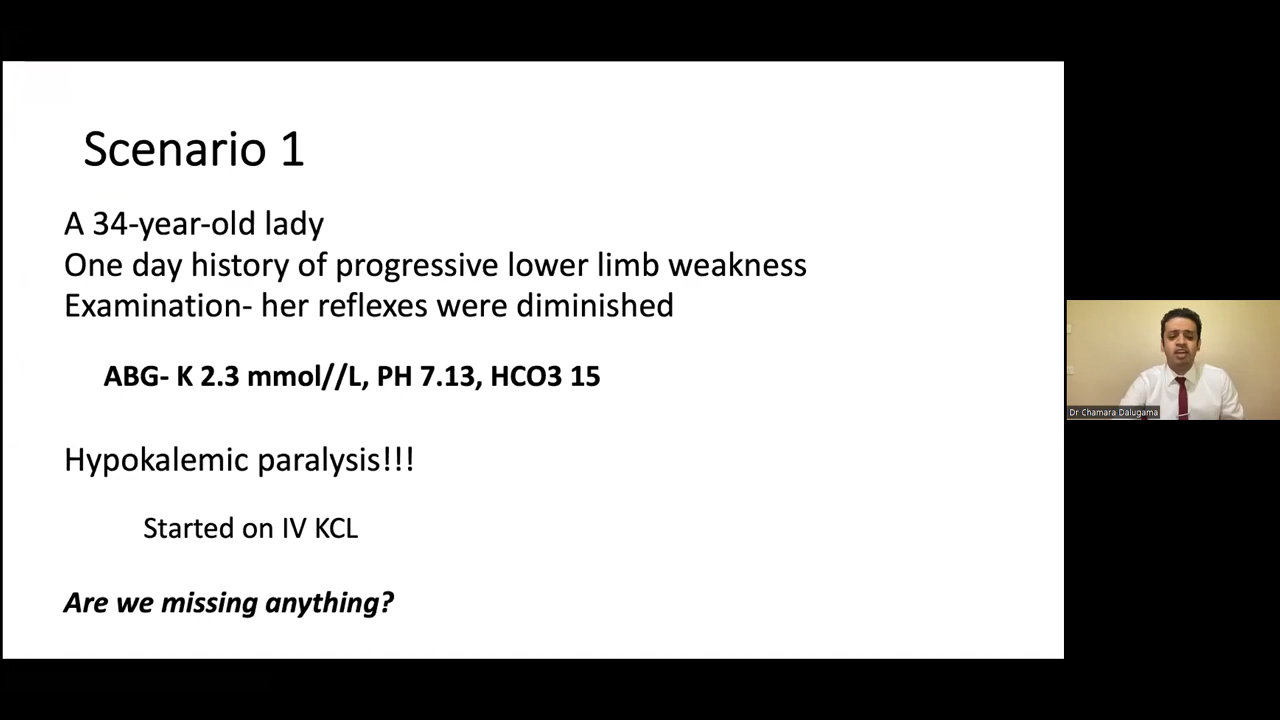 Scenario 1
A 34-year-old lady
One day history of progressive lower limb weakness
Examination- her reflexes were diminished
ABG- K 2.3 mmol//L, PH 7.13, HCO3 15
Hypokalemic paralysis!!!
Started on IV KCL
Are we missing anything?
Dr Chamara Dalugama